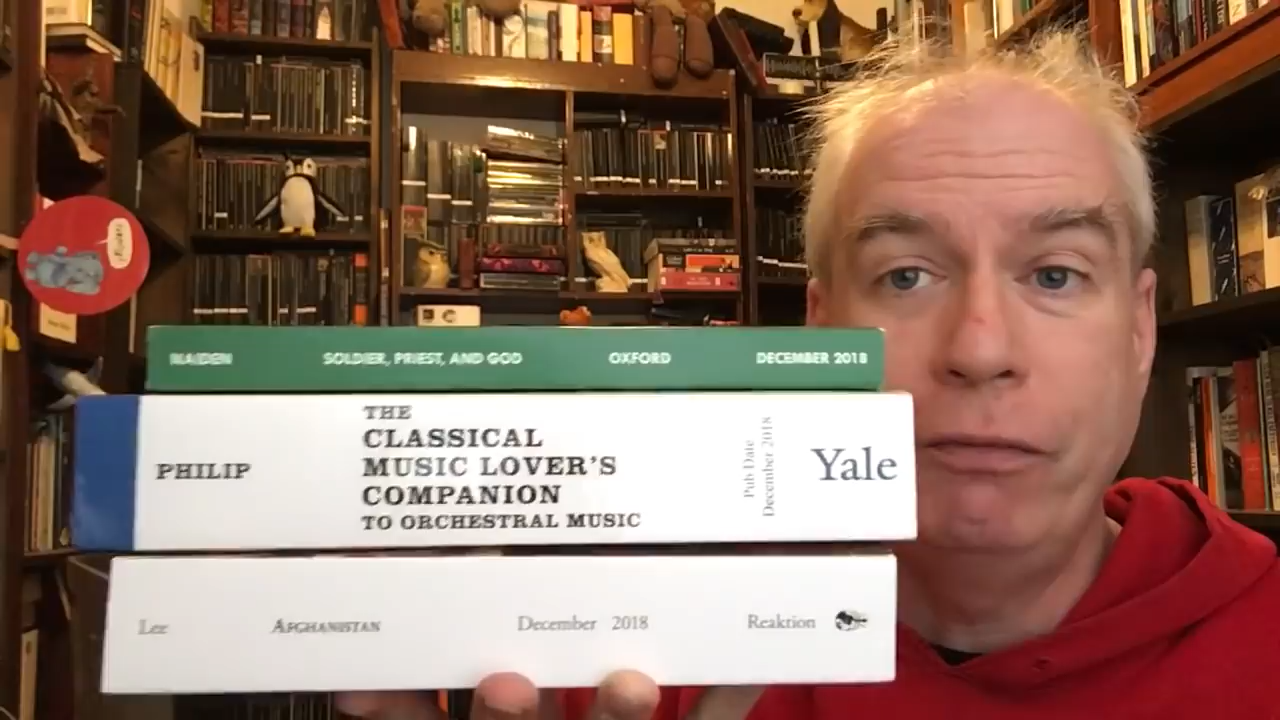 MAIDEN SOLDIER, PRIEST, AND GOD OXFORD DECEMBER 2018
PHILIP
THE
CLASSICAL
MUSIC LOVER'S
COMPANION
TO ORCHESTRAL MUSIC
Pub Date
December 2018
Yale
Lee AFGHANISTAN December 2018 Reaktion